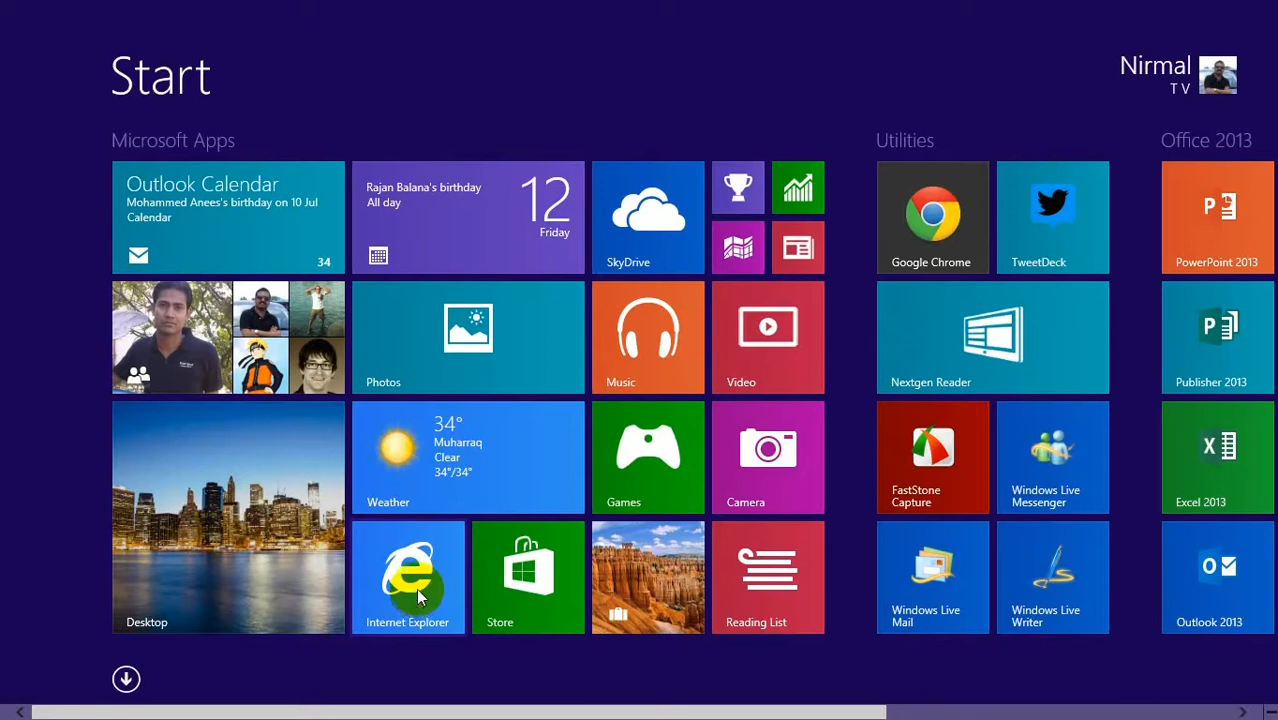 Start
Nirmal
T V
Microsoft Apps
Outlook Calendar
Mohammed Anees's birthday on 10 Jul
Calendar
34
Rajan Balana's birthday
All day
12
Friday
SkyDrive
Photos
Music
Video
Desktop
34°
Muharraq
Clear
34°/34°
Weather
Games
Camera
Internet Explorer
Store
Reading List
Utilities
Google Chrome
TweetDeck
Nextgen Reader
FastStone
Capture
Windows Live
Messenger
Windows Live
Mail
Windows Live
Writer
Office 2013
PowerPoint 2013
Publisher 2013
Excel 2013
Outlook 2013